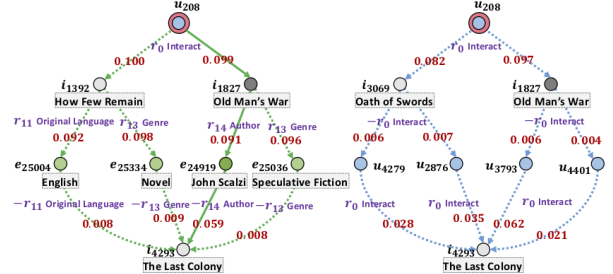 u208 u208
r0 Interact r0 Interact
0.100 0.099 0.082 0.097
i1392 i1827 i3069 i1827
How Few Remain Old Man's War Oath of Swords Old Man's War
r11 Original Language r13 Genre r14 Author r13 Genre −r0 Interact −r0 Interact
0.092 0.098 0.091 0.096 0.006 0.007 0.006 0.004
e25004 e25334 e24919 e25036 u4279 u2876 u3793 u4401
English Novel John Scalzi Speculative Fiction
−r11 Original Language −r13 Genre −r14 Author −r13 Genre r0 Interact r0 Interact r0 Interact
0.008 0.009 0.059 0.008 0.028 0.035 0.062 0.021
i4293 i4293
The Last Colony The Last Colony